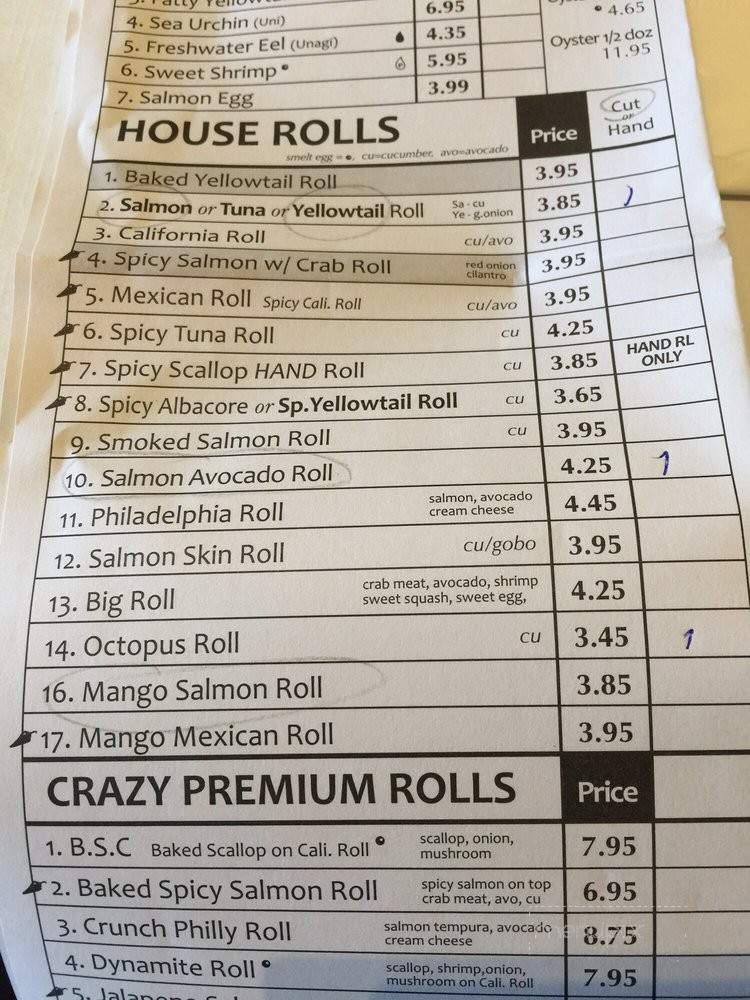 6.95
4.65
4. Sea Urchin (Uni)
4.35
Oyster 1/2 doz
11.95
5. Freshwater Eel (Unagi)
5.95
6. Sweet Shrimp
3.99
7. Salmon Egg
HOUSE ROLLS Price Cut or Hand
smelt egg = , cu=cucumber, avo=avocado
1. Baked Yellowtail Roll 3.95
2. Salmon or Tuna or Yellowtail Roll Sa - cu 3.85
Ye - g.onion
3. California Roll cu/avo 3.95
4. Spicy Salmon w/ Crab Roll red onion 3.95
cilantro
5. Mexican Roll Spicy Cali. Roll cu/avo 3.95
6. Spicy Tuna Roll cu 4.25
7. Spicy Scallop HAND Roll cu 3.85 HAND RL
ONLY
8. Spicy Albacore or Sp.Yellowtail Roll cu 3.65
9. Smoked Salmon Roll cu 3.95
10. Salmon Avocado Roll 4.25 1
11. Philadelphia Roll salmon, avocado 4.45
cream cheese
12. Salmon Skin Roll cu/gobo 3.95
13. Big Roll crab meat, avocado, shrimp 4.25
sweet squash, sweet egg,
14. Octopus Roll cu 3.45 1
16. Mango Salmon Roll 3.85
17. Mango Mexican Roll 3.95
CRAZY PREMIUM ROLLS Price
1. B.S.C Baked Scallop on Cali. Roll scallop, onion, 7.95
mushroom
2. Baked Spicy Salmon Roll spicy salmon on top 6.95
crab meat, avo, cu
3. Crunch Philly Roll salmon tempura, avocado 8.75
cream cheese
4. Dynamite Roll scallop, shrimp,onion, 7.95
mushroom on Cali. Roll